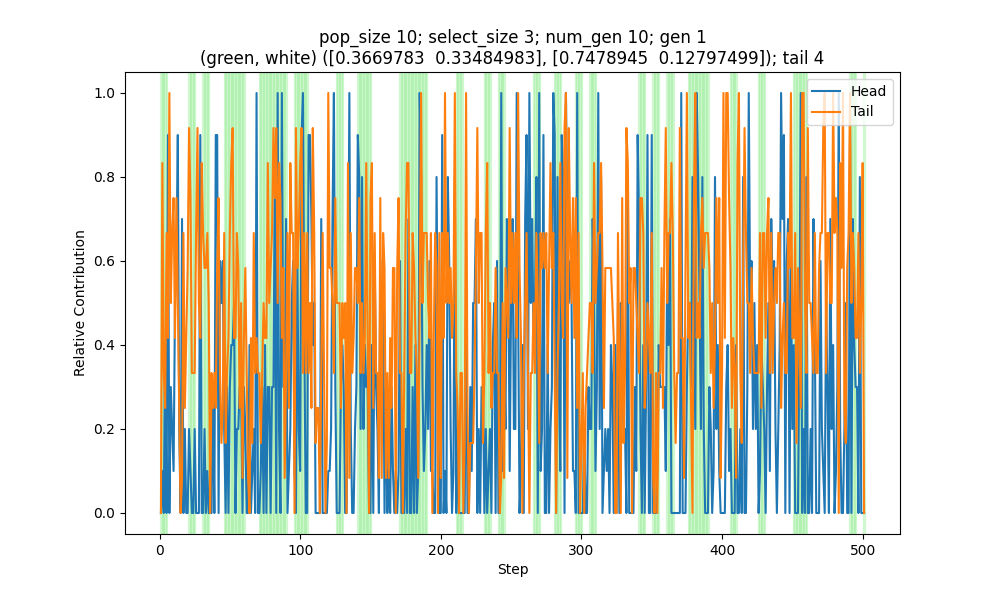 pop_size 10; select_size 3; num_gen 10; gen 1
(green, white) ([0.3669783  0.33484983], [0.7478945  0.12797499]); tail 4
Head
Tail
Relative Contribution
1.0
0.8
0.6
0.4
0.2
0.0
0
100
200
300
400
500
Step